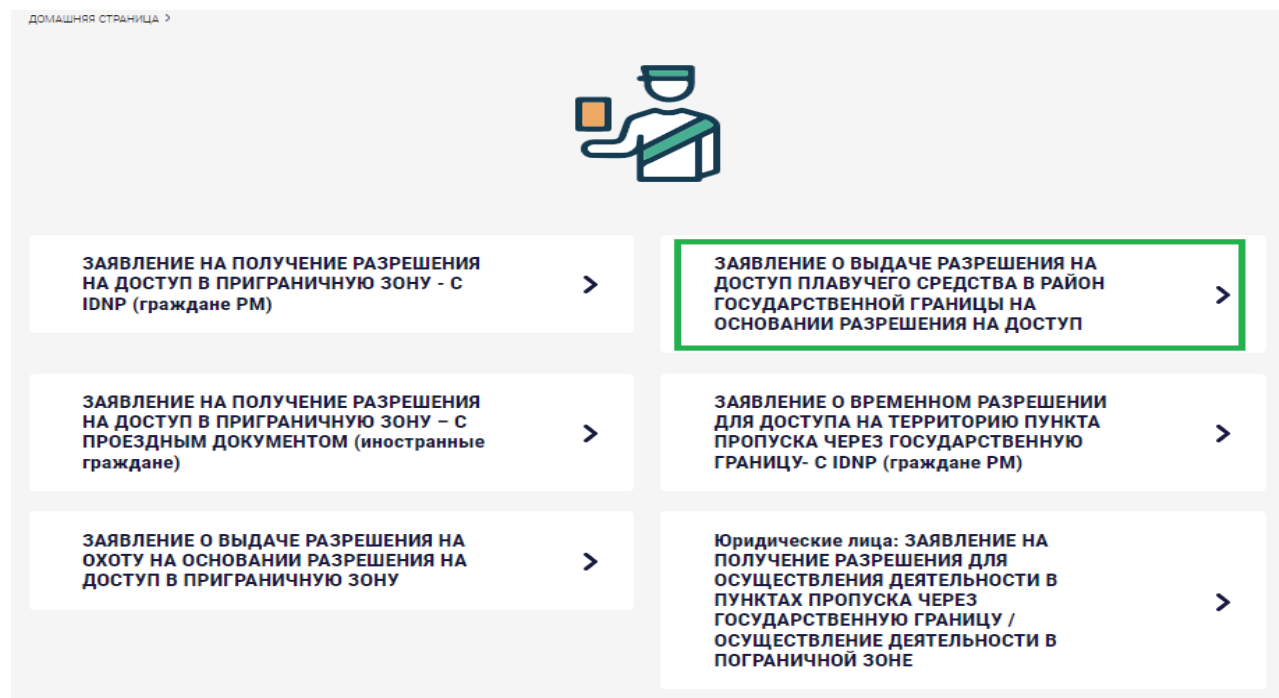 ДОМАШНЯЯ СТРАНИЦА >
ЗАЯВЛЕНИЕ НА ПОЛУЧЕНИЕ РАЗРЕШЕНИЯ
НА ДОСТУП В ПРИГРАНИЧНУЮ ЗОНУ - С
IDNP (граждане РМ)
ЗАЯВЛЕНИЕ О ВЫДАЧЕ РАЗРЕШЕНИЯ НА
ДОСТУП ПЛАВУЧЕГО СРЕДСТВА В РАЙОН
ГОСУДАРСТВЕННОЙ ГРАНИЦЫ НА
ОСНОВАНИИ РАЗРЕШЕНИЯ НА ДОСТУП
ЗАЯВЛЕНИЕ НА ПОЛУЧЕНИЕ РАЗРЕШЕНИЯ
НА ДОСТУП В ПРИГРАНИЧНУЮ ЗОНУ – С
ПРОЕЗДНЫМ ДОКУМЕНТОМ (иностранные
граждане)
ЗАЯВЛЕНИЕ О ВРЕМЕННОМ РАЗРЕШЕНИИ
ДЛЯ ДОСТУПА НА ТЕРРИТОРИЮ ПУНКТА
ПРОПУСКА ЧЕРЕЗ ГОСУДАРСТВЕННУЮ
ГРАНИЦУ- С IDNP (граждане РМ)
ЗАЯВЛЕНИЕ О ВЫДАЧЕ РАЗРЕШЕНИЯ НА
ОХОТУ НА ОСНОВАНИИ РАЗРЕШЕНИЯ НА
ДОСТУП В ПРИГРАНИЧНУЮ ЗОНУ
Юридические лица: ЗАЯВЛЕНИЕ НА
ПОЛУЧЕНИЕ РАЗРЕШЕНИЯ ДЛЯ
ОСУЩЕСТВЛЕНИЯ ДЕЯТЕЛЬНОСТИ В
ПУНКТАХ ПРОПУСКА ЧЕРЕЗ
ГОСУДАРСТВЕННУЮ ГРАНИЦУ /
ОСУЩЕСТВЛЕНИЕ ДЕЯТЕЛЬНОСТИ В
ПОГРАНИЧНОЙ ЗОНЕ